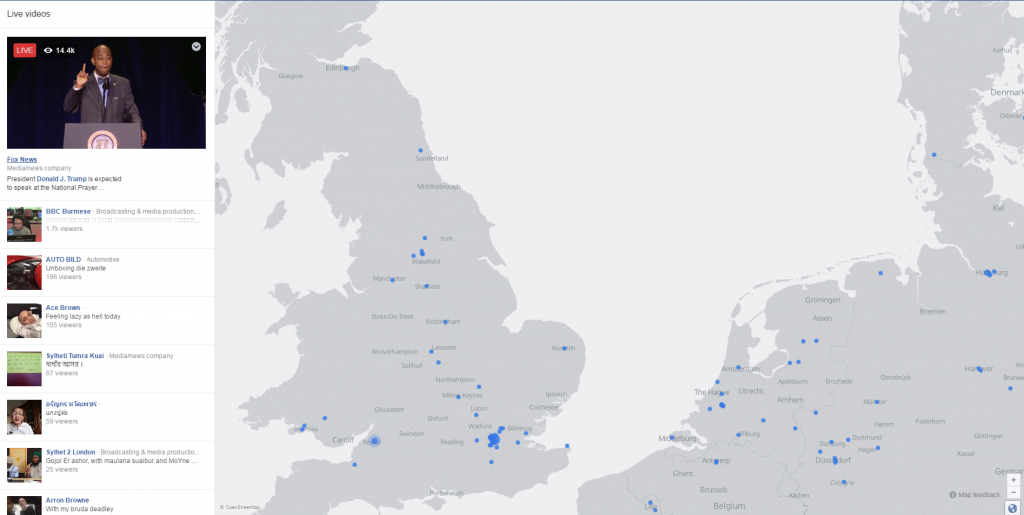 Live videos
LIVE 14.4k
Fox News
Media/news company
President Donald J. Trump is expected
to speak at the National Prayer...
BBC Burmese · Broadcasting & media production...
1.7k viewers
AUTO BILD · Automotive
Unboxing die zweite
186 viewers
Ace Brown ·
Feeling lazy as hell today
105 viewers
Sylheti Tumra Kuai · Media/news company
67 viewers
59 viewers
Sylhet 2 London · Broadcasting & media productio...
Gojol Er ashor, with maulana suaibur and MoYne ...
25 viewers
Arron Browne ·
With my bruda deadley
Glasgow
Edinburgh
Aarhus
Denmark
Odense
Sunderland
Middlesbrough
Kiel
York
Wakefield
Manchester
Sheffield
Hamburg
Groningen
Bremen
Assen
Stoke-On-Trent
Nottingham
Leicester
Norwich
Wolverhampton
Solihull
Amsterdam
Hanover
Northampton
Apeldoorn
Enschede
Osnabrück
Milton Keynes
Ipswich
The Hague
Utrecht
Gloucester
Luton
Colchester
Arnhem
Münster
Oxford
Watford
Billericay
Hamm
Paderborn
Swansea
Cardiff
Swindon
Reading
Middelburg
Tilburg
Dortmund
Duisburg
Göttingen
Hagen
Kassel
Antwerp
Düsseldorf
Ghent
Cologne
Brussels
Aachen
Portsmouth
Belgium
© OpenStreetMap
Map feedback
+
−